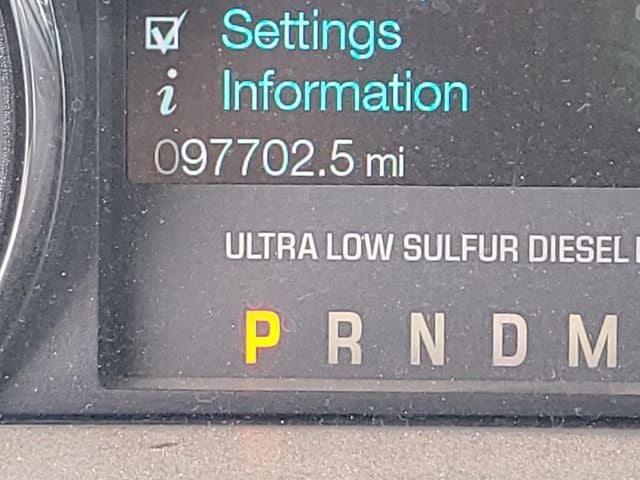 Settings
i Information
097702.5 mi
ULTRA LOW SULFUR DIESEL
P R N D M